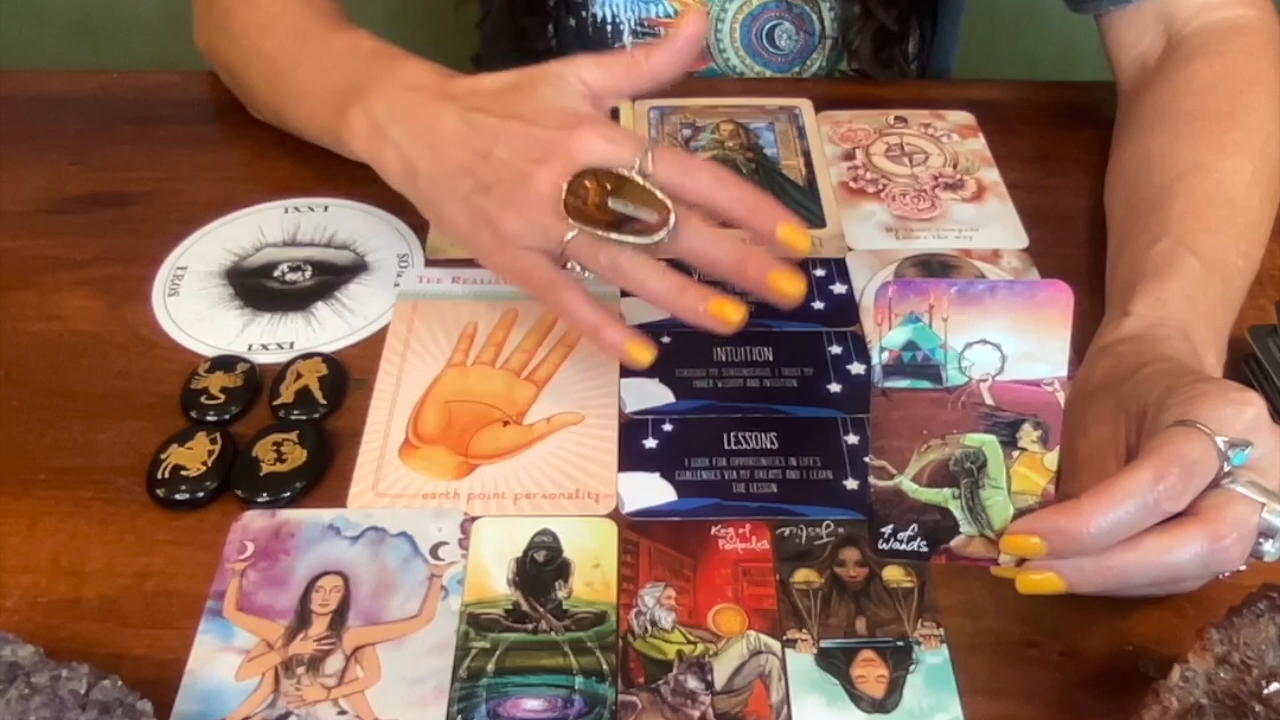 IXXI
EROS
LXXI
My inner compass
knows the way
INTUITION
THROUGH MY SUBCONSCIOUS, I TRUST MY
INNER WISDOM AND INTUITION
LESSONS
I LOOK FOR OPPORTUNITIES IN LIFE'S
CHALLENGES VIA MY DREAMS AND I LEARN
THE LESSON
earth point personality
4 of
Wands
King of
Pentacles
Justice